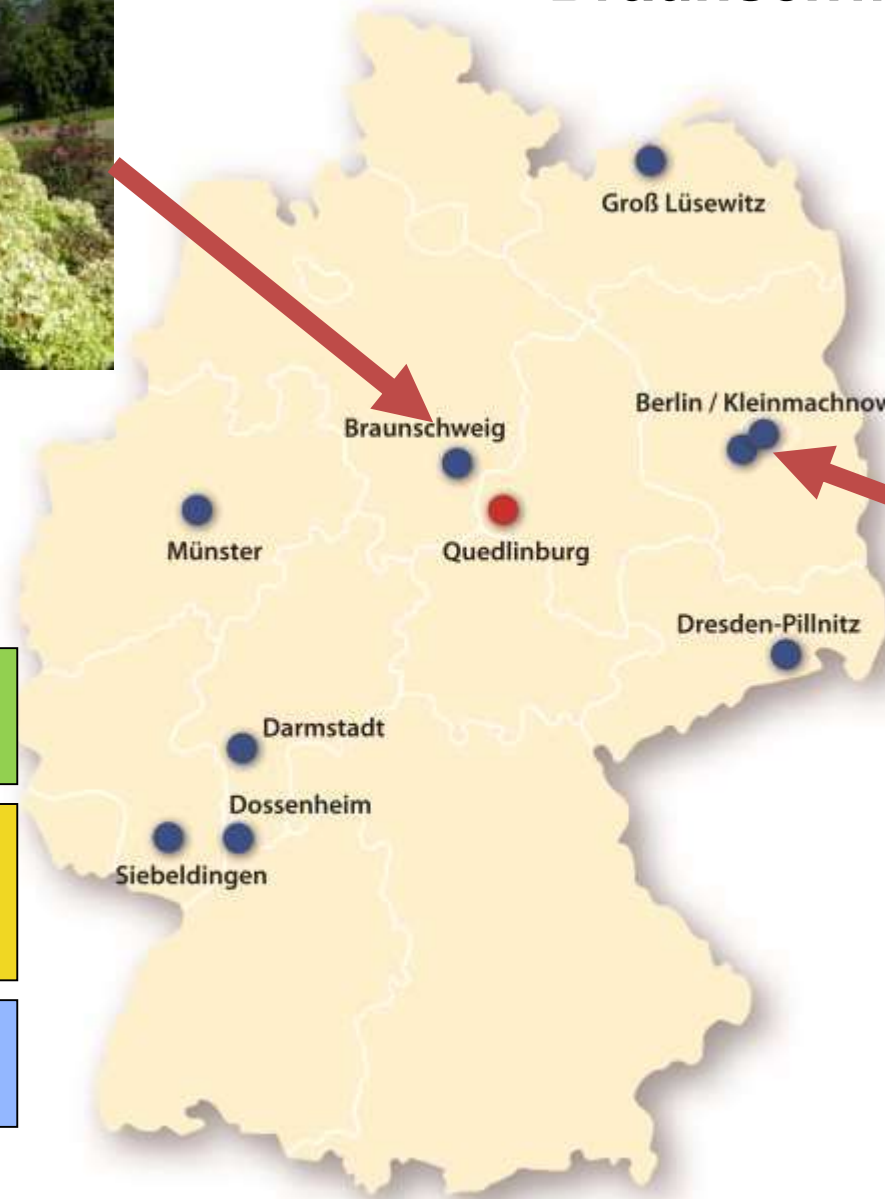 Groß Lüsewitz
Berlin / Kleinmachnow
Braunschweig
Münster
Quedlinburg
Dresden-Pillnitz
Darmstadt
Dossenheim
Siebeldingen